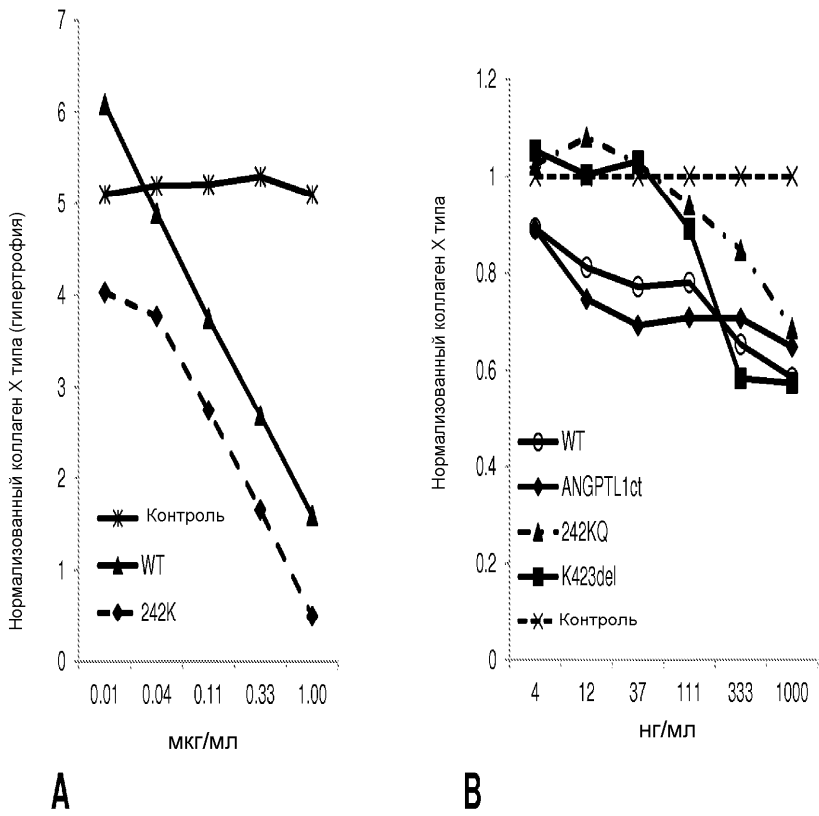 7
6
5
4
3
2
1
0
Нормализованный коллаген X типа (гипертрофия)
Контроль
WT
242K
0.01 0.04 0.11 0.33 1.00
мкг/мл
A
1.2
1
0.8
0.6
0.4
0.2
0
Нормализованный коллаген X типа
WT
ANGPTL1ct
242KQ
K423del
Контроль
4 12 37 111 333 1000
нг/мл
B